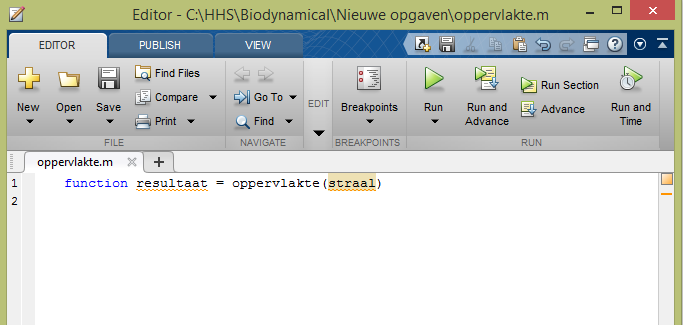 Editor - C:\HHS\Biodynamical\Nieuwe opgaven\oppervlakte.m
EDITOR PUBLISH VIEW
New Open Save Find Files Compare Print
Go To Find
EDIT
Breakpoints
Run Run and Advance Run Section Advance Run and Time
FILE NAVIGATE BREAKPOINTS RUN
oppervlakte.m
1 function resultaat = oppervlakte(straal)
2